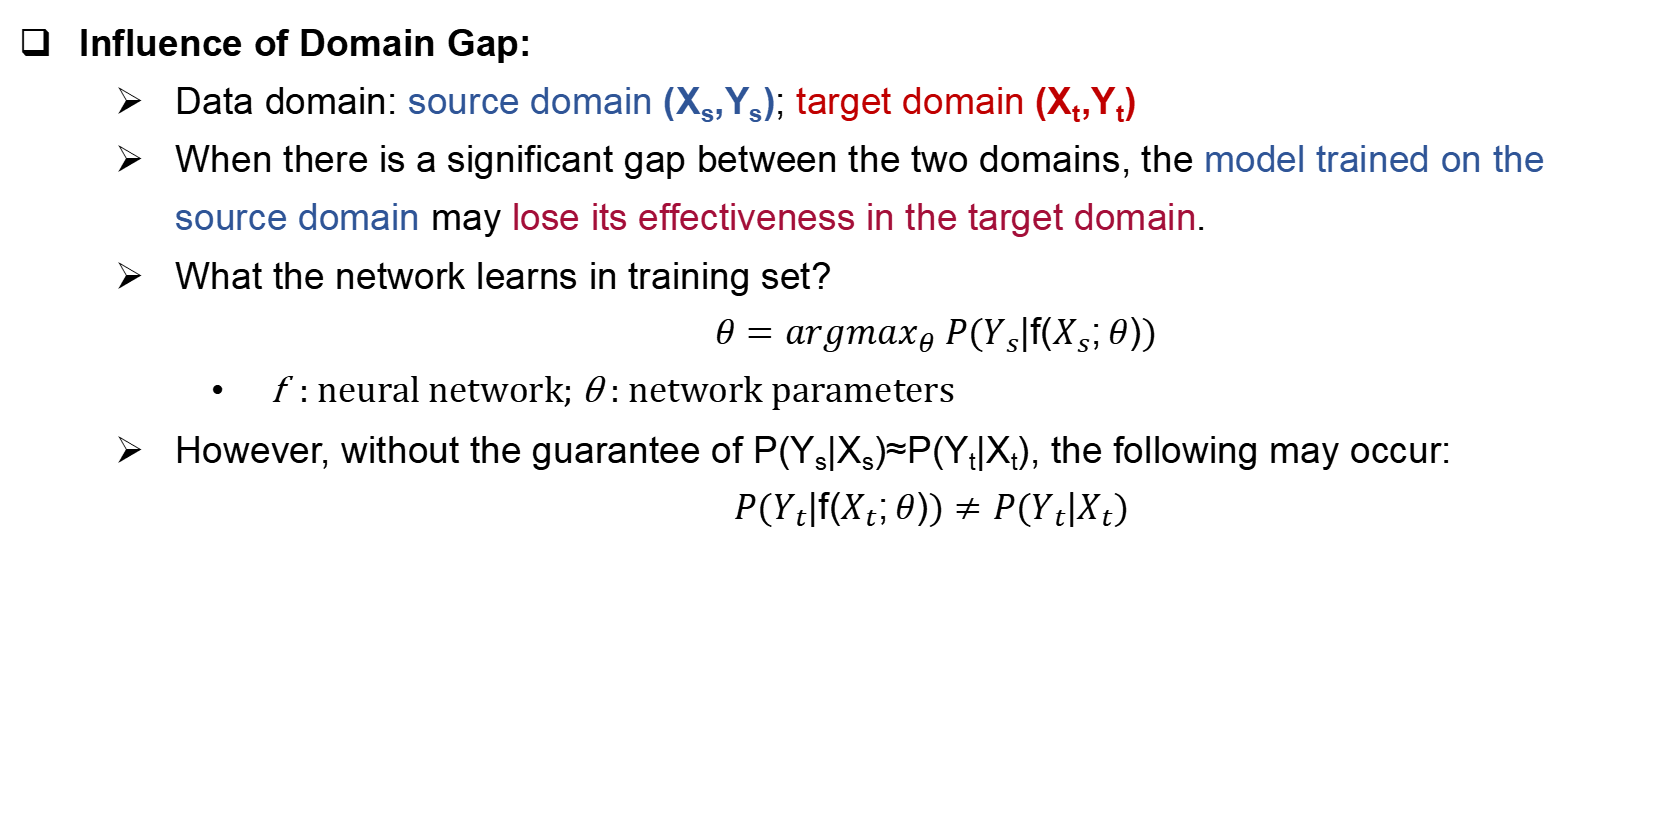 ❑ Influence of Domain Gap:
➢ Data domain: source domain (Xₛ,Yₛ); target domain (Xₜ,Yₜ)
➢ When there is a significant gap between the two domains, the model trained on the
source domain may lose its effectiveness in the target domain.
➢ What the network learns in training set?
θ = argmax_θ P(Yₛ|f(Xₛ; θ))
• f : neural network; θ: network parameters
➢ However, without the guarantee of P(Yₛ|Xₛ)≈P(Yₜ|Xₜ), the following may occur:
P(Yₜ|f(Xₜ; θ)) ≠ P(Yₜ|Xₜ)